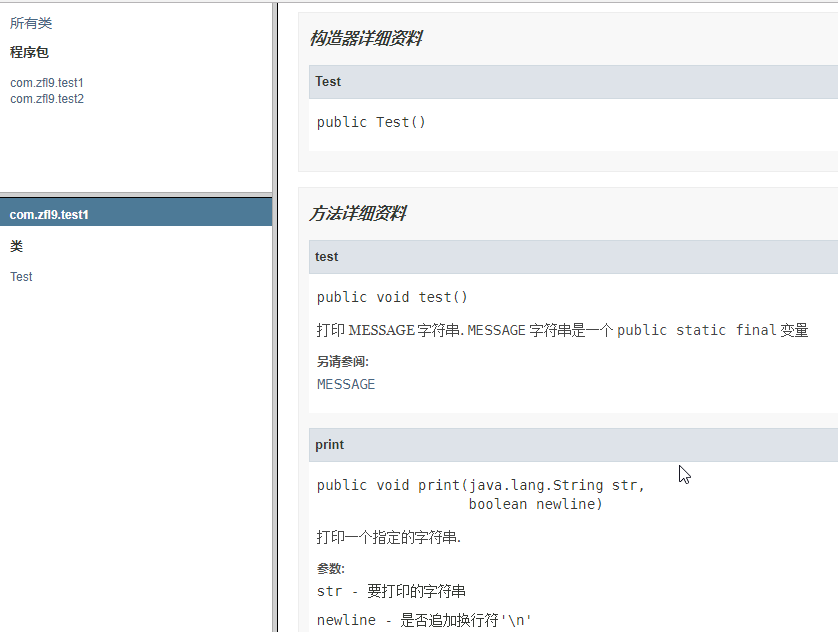 所有类
程序包
com.zfl9.test1
com.zfl9.test2
com.zfl9.test1
类
Test
构造器详细资料
Test
public Test()
方法详细资料
test
public void test()
打印 MESSAGE 字符串. MESSAGE 字符串是一个 public static final 变量
另请参阅:
MESSAGE
print
public void print(java.lang.String str,
boolean newline)
打印一个指定的字符串.
参数:
str - 要打印的字符串
newline - 是否追加换行符'\n'